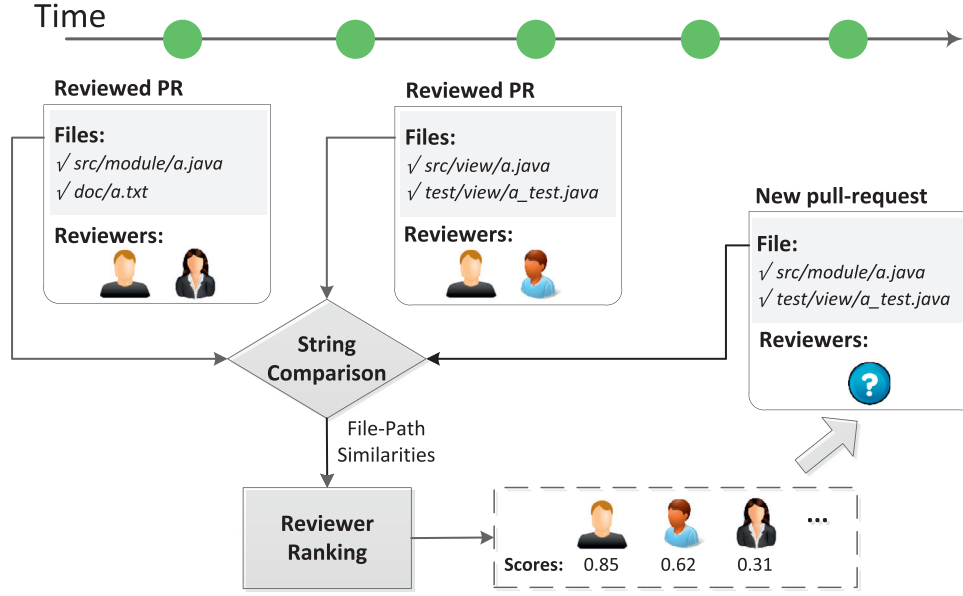 Time
Reviewed PR
Files:
√ src/module/a.java
√ doc/a.txt
Reviewers:
Reviewed PR
Files:
√ src/view/a.java
√ test/view/a_test.java
Reviewers:
New pull-request
File:
√ src/module/a.java
√ test/view/a_test.java
Reviewers:
?
String
Comparison
File-Path
Similarities
Reviewer
Ranking
...
Scores: 0.85 0.62 0.31